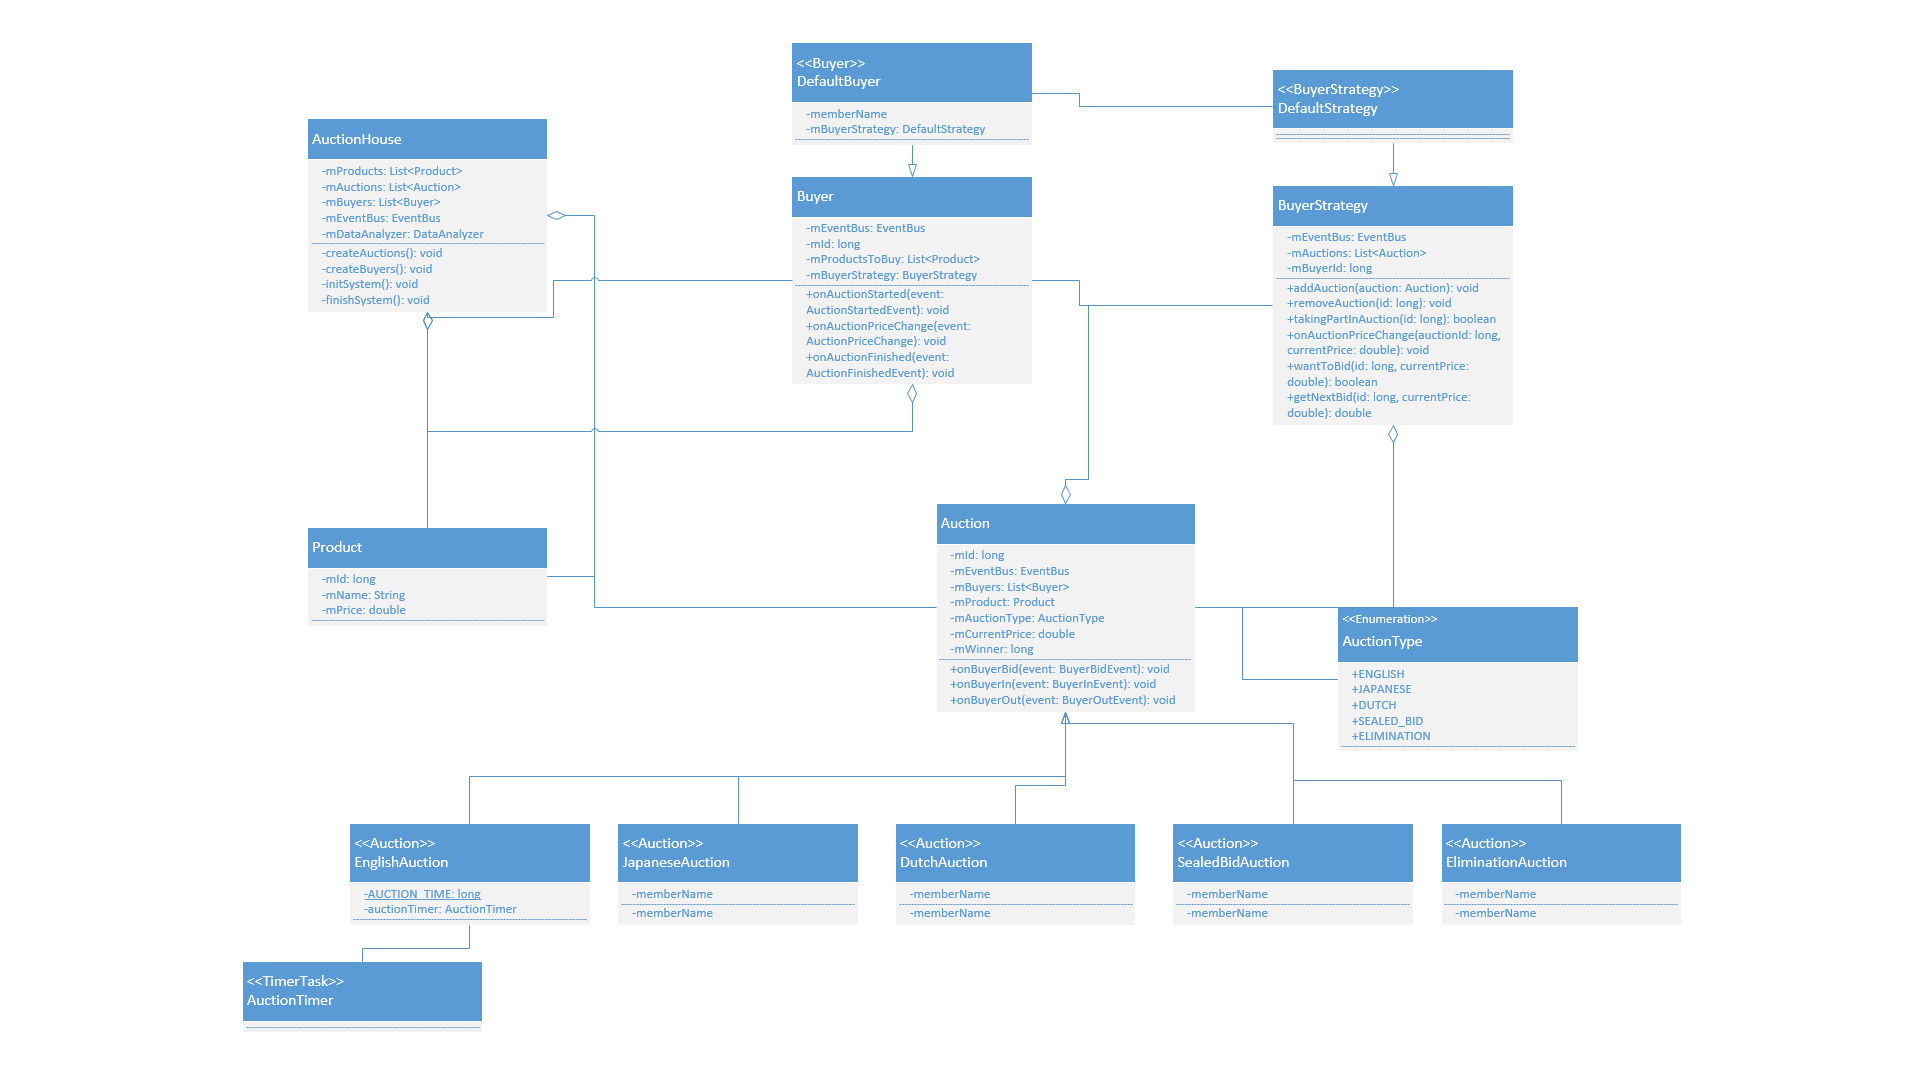 <<Buyer>>
DefaultBuyer
-memberName
-mBuyerStrategy: DefaultStrategy
<<BuyerStrategy>>
DefaultStrategy
AuctionHouse
-mProducts: List<Product>
-mAuctions: List<Auction>
-mBuyers: List<Buyer>
-mEventBus: EventBus
-mDataAnalyzer: DataAnalyzer
-createAuctions(): void
-createBuyers(): void
-initSystem(): void
-finishSystem(): void
Buyer
-mEventBus: EventBus
-mId: long
-mProductsToBuy: List<Product>
-mBuyerStrategy: BuyerStrategy
+onAuctionStarted(event:
AuctionStartedEvent): void
+onAuctionPriceChange(event:
AuctionPriceChange): void
+onAuctionFinished(event:
AuctionFinishedEvent): void
BuyerStrategy
-mEventBus: EventBus
-mAuctions: List<Auction>
-mBuyerId: long
+addAuction(auction: Auction): void
+removeAuction(id: long): void
+takingPartInAuction(id: long): boolean
+onAuctionPriceChange(auctionId: long,
currentPrice: double): void
+wantToBid(id: long, currentPrice:
double): boolean
+getNextBid(id: long, currentPrice:
double): double
Product
-mId: long
-mName: String
-mPrice: double
Auction
-mId: long
-mEventBus: EventBus
-mBuyers: List<Buyer>
-mProduct: Product
-mAuctionType: AuctionType
-mCurrentPrice: double
-mWinner: long
+onBuyerBid(event: BuyerBidEvent): void
+onBuyerIn(event: BuyerInEvent): void
+onBuyerOut(event: BuyerOutEvent): void
<<Enumeration>>
AuctionType
+ENGLISH
+JAPANESE
+DUTCH
+SEALED_BID
+ELIMINATION
<<Auction>>
EnglishAuction
-AUCTION_TIME: long
-auctionTimer: AuctionTimer
<<Auction>>
JapaneseAuction
-memberName
-memberName
<<Auction>>
DutchAuction
-memberName
-memberName
<<Auction>>
SealedBidAuction
-memberName
-memberName
<<Auction>>
EliminationAuction
-memberName
-memberName
<<TimerTask>>
AuctionTimer